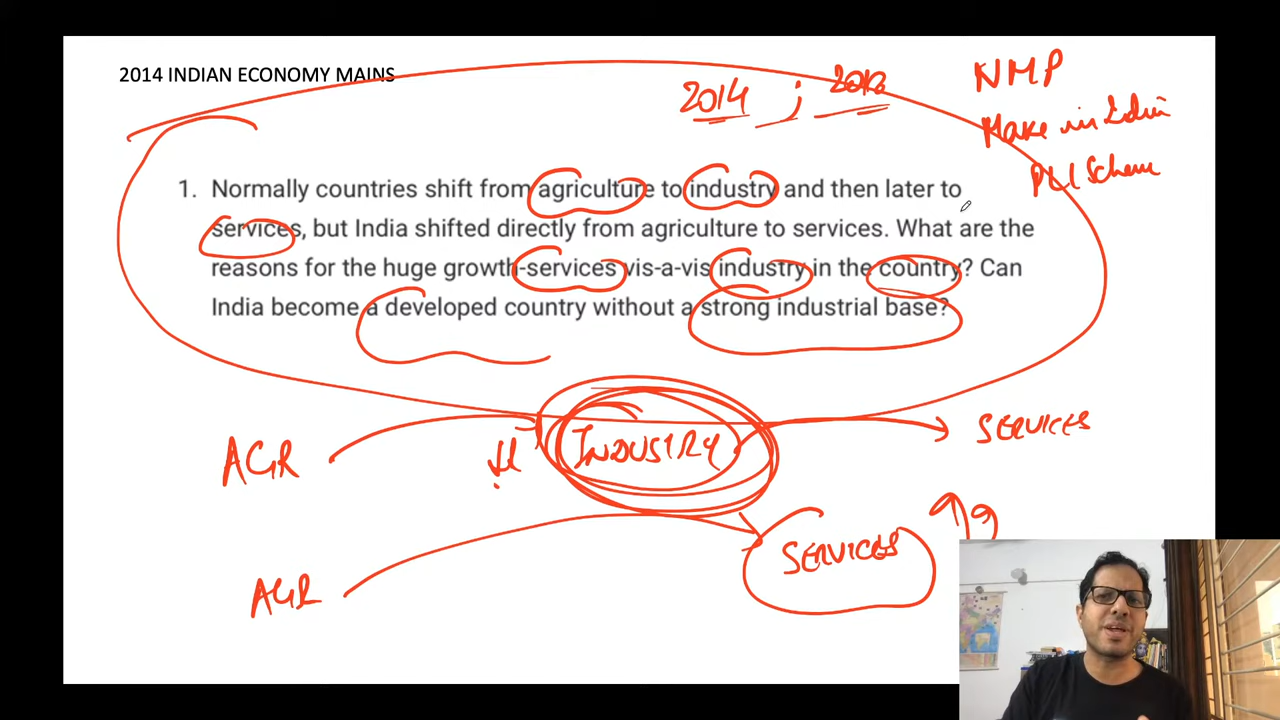 2014 INDIAN ECONOMY MAINS
2014 ;
NMP
Make in India
PLI Scheme
1. Normally countries shift from agriculture to industry and then later to
services, but India shifted directly from agriculture to services. What are the
reasons for the huge growth-services vis-a-vis industry in the country? Can
India become a developed country without a strong industrial base?
AGR
INDUSTRY
SERVICES
AGR
SERVICES